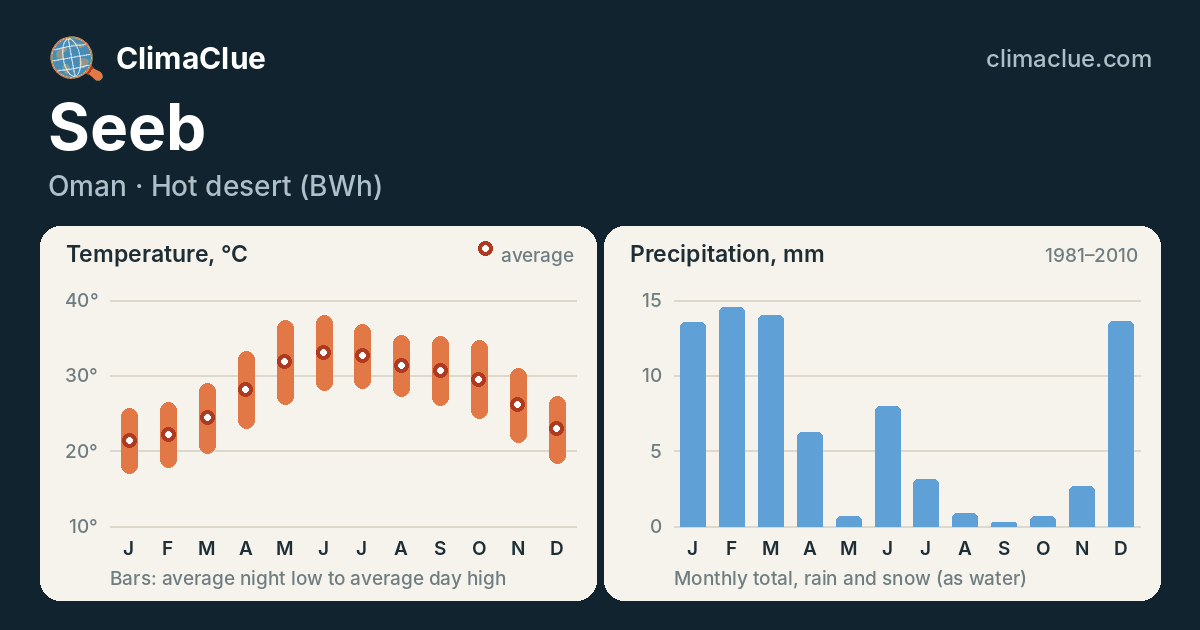 ClimaClue
climaclue.com
Seeb
Oman · Hot desert (BWh)
Temperature, °C
average
40°
30°
20°
10°
J F M A M J J A S O N D
Bars: average night low to average day high
Precipitation, mm
1981–2010
15
10
5
0
J F M A M J J A S O N D
Monthly total, rain and snow (as water)